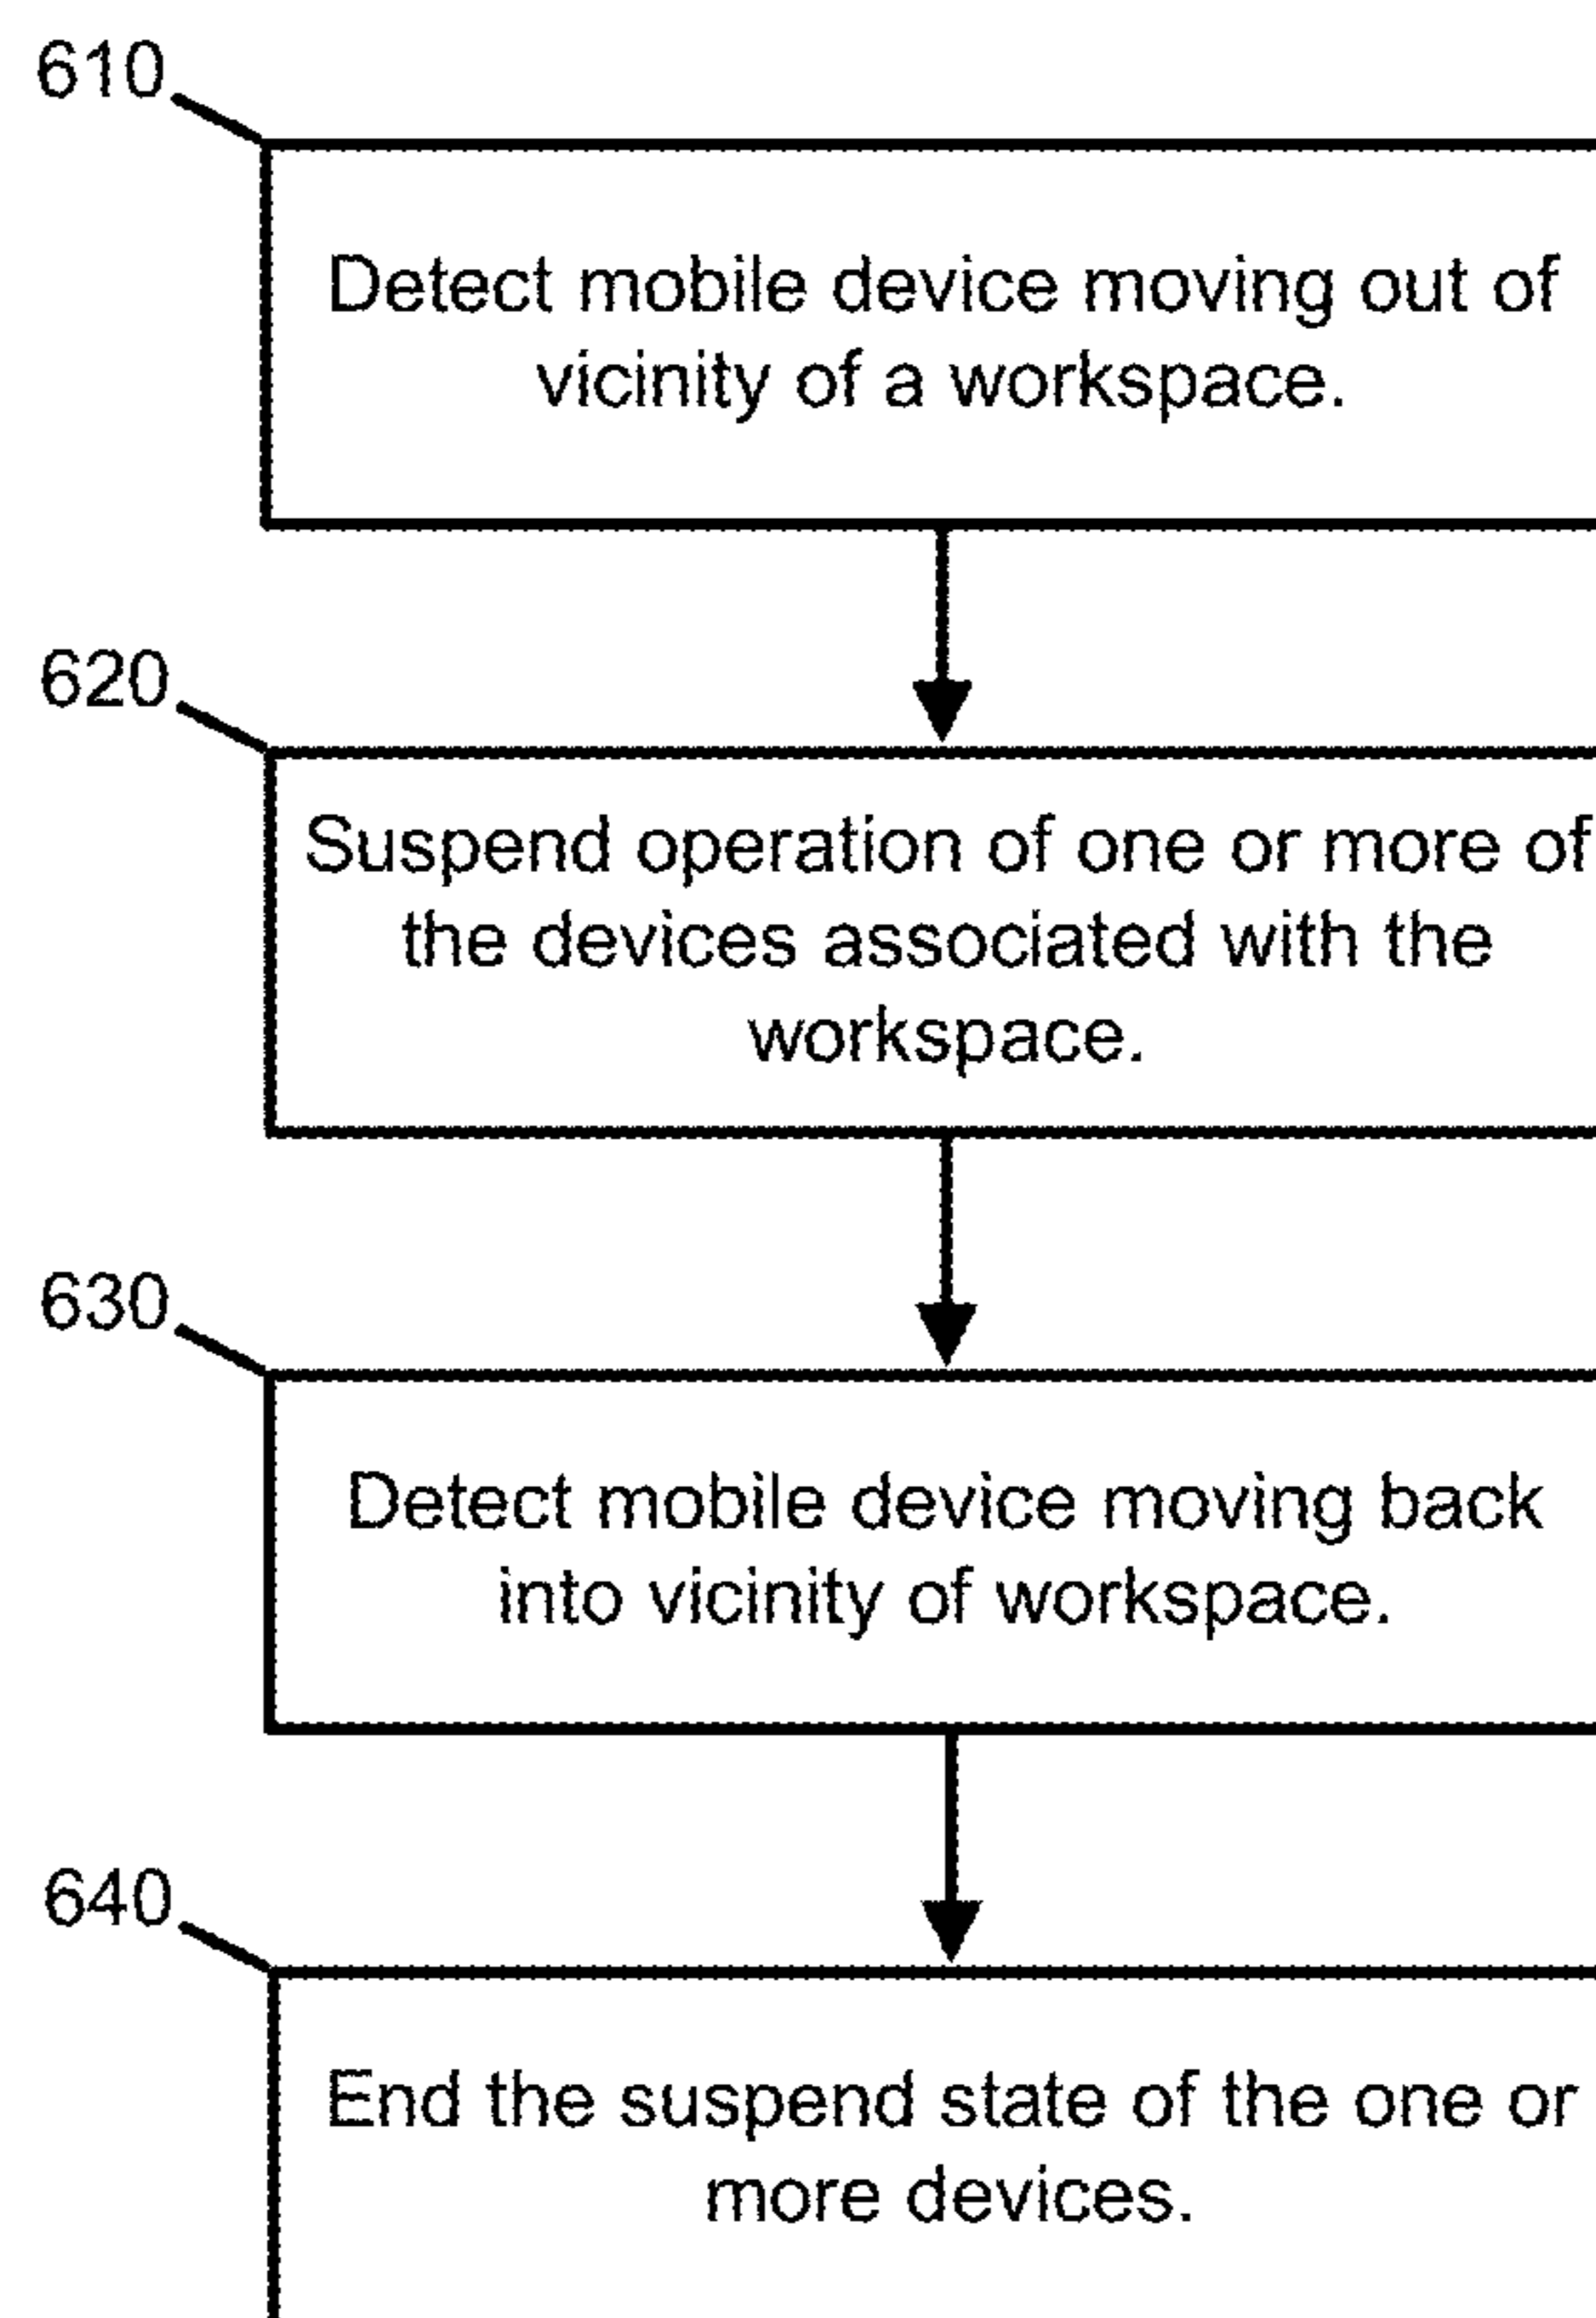 610
Detect mobile device moving out of
vicinity of a workspace.
620
Suspend operation of one or more of
the devices associated with the
workspace.
630
Detect mobile device moving back
into vicinity of workspace.
640
End the suspend state of the one or
more devices.